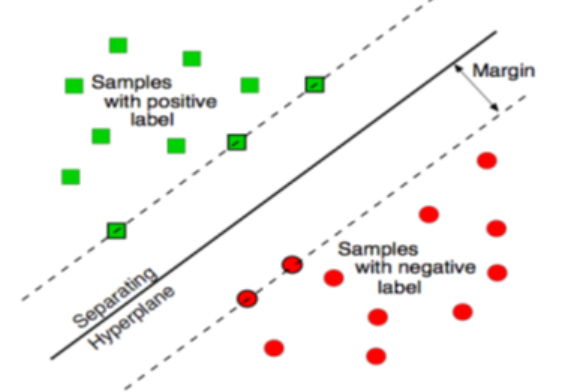 Samples
with positive
label
Margin
Samples
with negative
label
Separating
Hyperplane